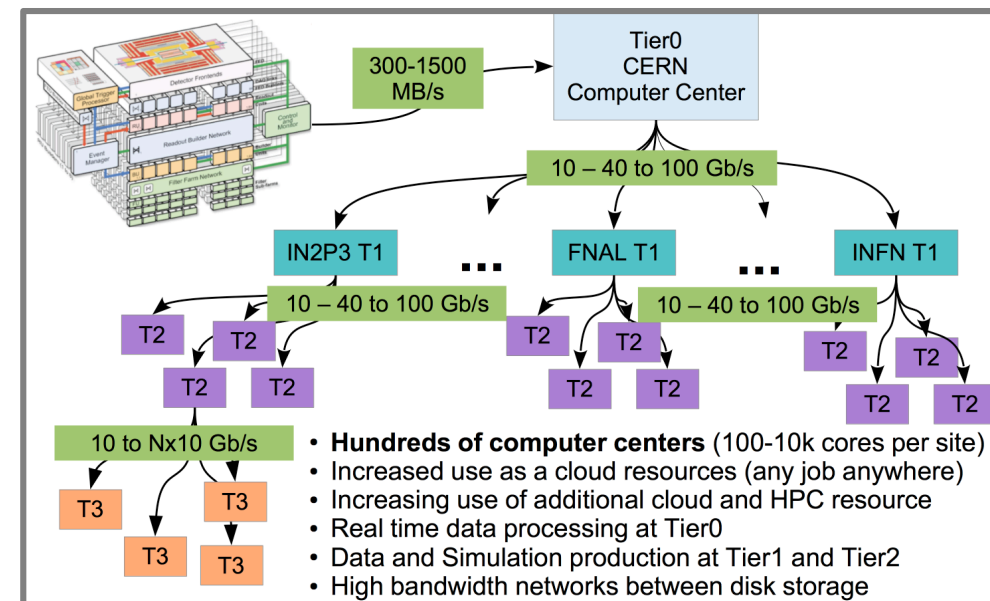 Tier0
CERN
Computer Center
300-1500
MB/s
Detector Frontends
Global Trigger
Processor
Readout Builder Network
Event
Manager
Control
and
Monitor
Filter Farm Network
10 – 40 to 100 Gb/s
IN2P3 T1
...
FNAL T1
...
INFN T1
10 – 40 to 100 Gb/s
10 – 40 to 100 Gb/s
T2
T2
T2
T2
T2
T2
T2
T2
T2
T2
T2
T2
10 to Nx10 Gb/s
T3
T3
T3
T3
• Hundreds of computer centers (100-10k cores per site)
• Increased use as a cloud resources (any job anywhere)
• Increasing use of additional cloud and HPC resource
• Real time data processing at Tier0
• Data and Simulation production at Tier1 and Tier2
• High bandwidth networks between disk storage